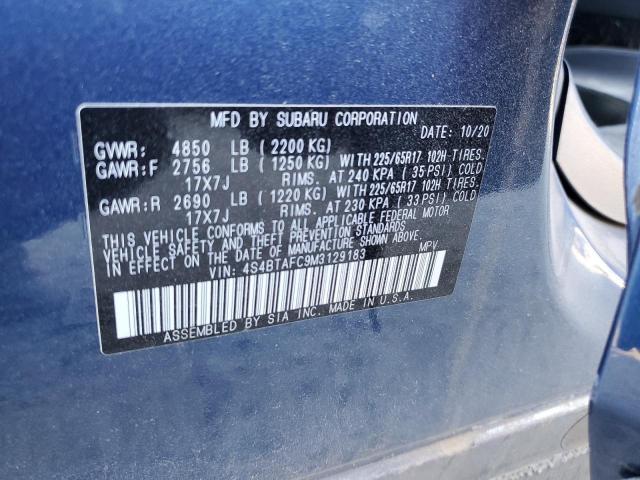 MFD BY SUBARU CORPORATION
DATE: 10/20
GVWR: 4850 LB (2200 KG)
GAWR:F 2756 LB (1250 KG) WITH 225/65R17 102H TIRES.
17X7J RIMS. AT 240 KPA (35 PSI) COLD
GAWR:R 2690 LB (1220 KG) WITH 225/65R17 102H TIRES.
17X7J RIMS. AT 230 KPA (33 PSI) COLD
THIS VEHICLE CONFORMS TO ALL APPLICABLE FEDERAL MOTOR
VEHICLE SAFETY STANDARDS
IN EFFECT ON THE DATE
OF MANUFACTURE SHOWN ABOVE.
VIN: 4S4BTAFC9M3129183 MPV
ASSEMBLED BY SIA INC. MADE IN U.S.A.